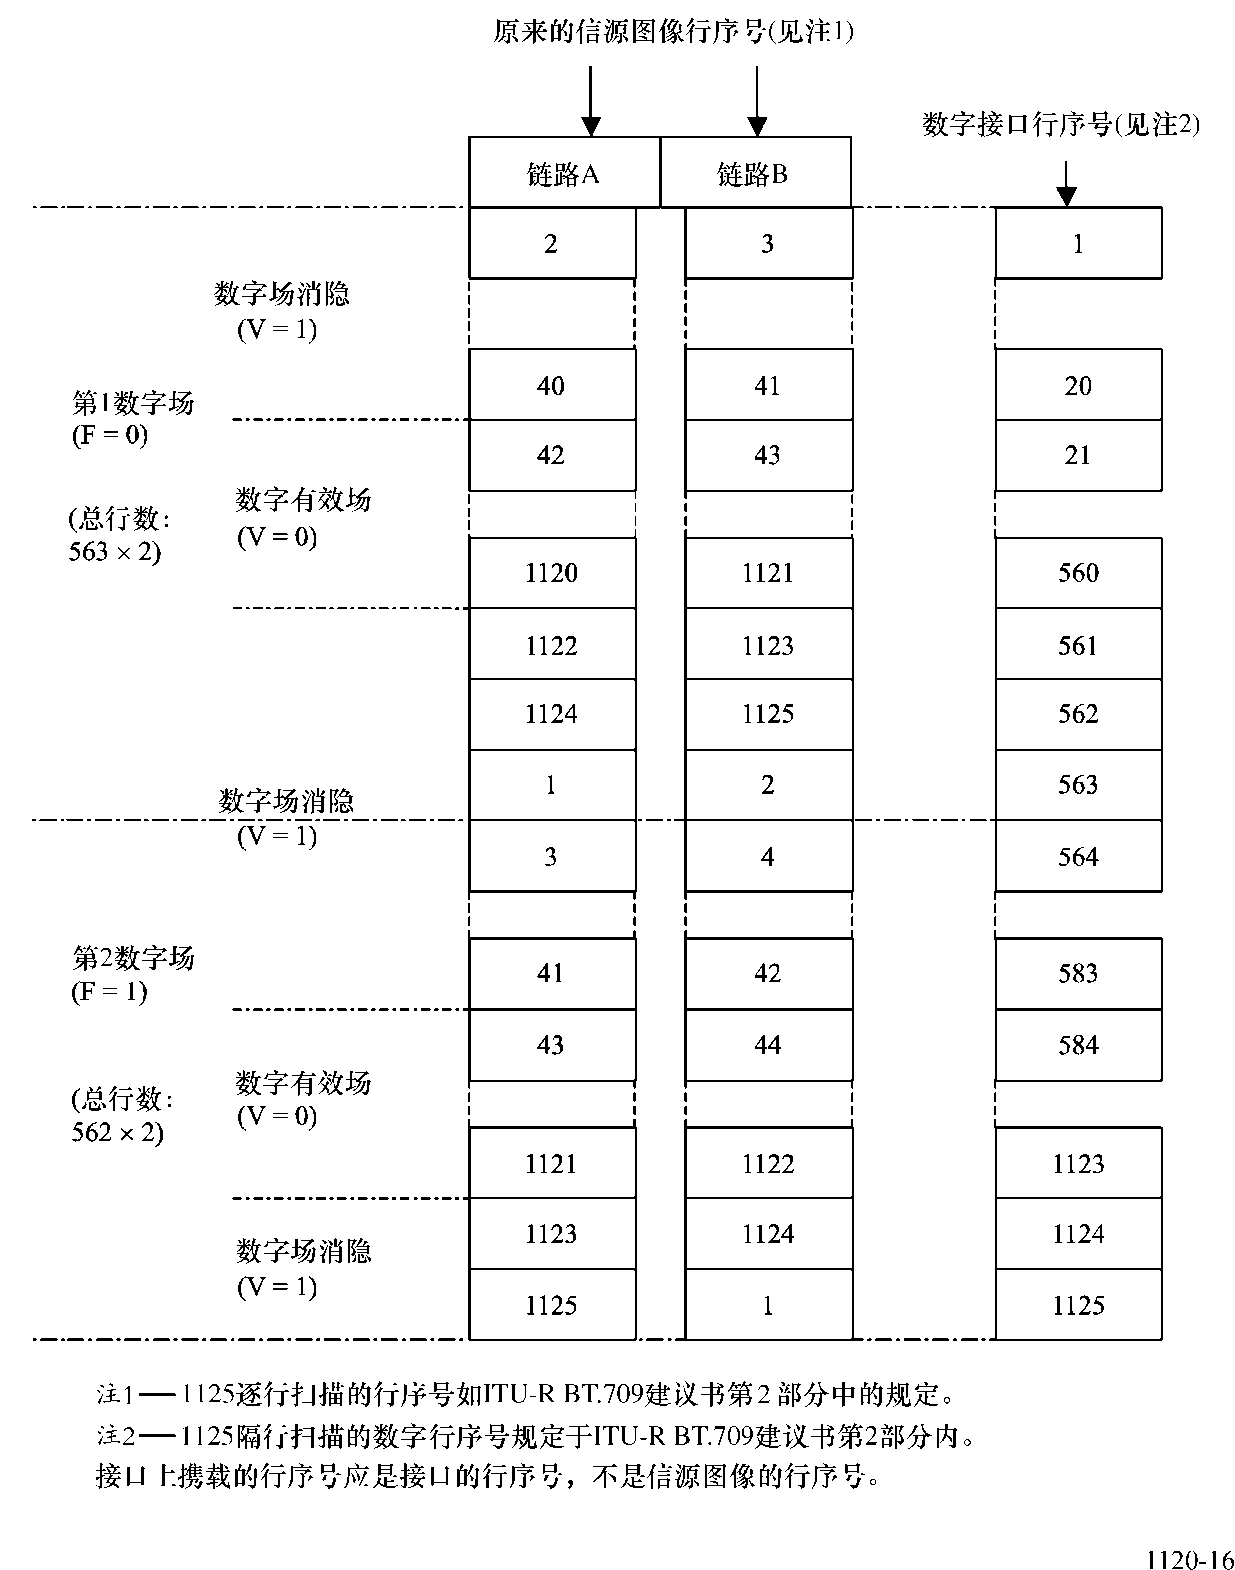 原来的信源图像行序号(见注1)
数字接口行序号(见注2)
链路A 链路B
2 3 1
数字场消隐
(V = 1)
40 41 20
第1数字场
(F = 0)
42 43 21
数字有效场
(V = 0)
(总行数:
563 × 2)
1120 1121 560
1122 1123 561
1124 1125 562
1 2 563
数字场消隐
(V = 1)
3 4 564
第2数字场
(F = 1)
41 42 583
43 44 584
数字有效场
(V = 0)
(总行数:
562 × 2)
1121 1122 1123
1123 1124 1124
数字场消隐
(V = 1)
1125 1 1125
注1——1125逐行扫描的行序号如ITU-R BT.709建议书第2部分中的规定。
注2——1125隔行扫描的数字行序号规定于ITU-R BT.709建议书第2部分内。
接口上携载的行序号应是接口的行序号，不是信源图像的行序号。
1120-16